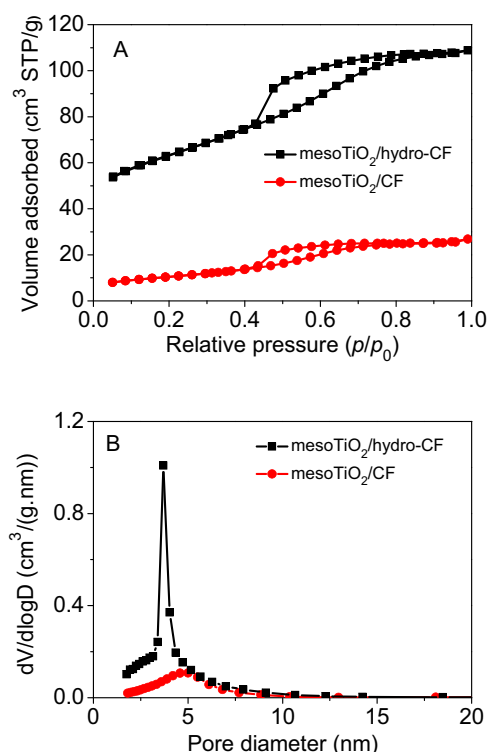 A
Volume adsorbed (cm³ STP/g)
120
100
80
60
40
20
0
mesoTiO₂/hydro-CF
mesoTiO₂/CF
0.0 0.2 0.4 0.6 0.8 1.0
Relative pressure (p/p₀)
B
dV/dlogD (cm³/(g.nm))
1.2
0.8
0.4
0.0
mesoTiO₂/hydro-CF
mesoTiO₂/CF
0 5 10 15 20
Pore diameter (nm)